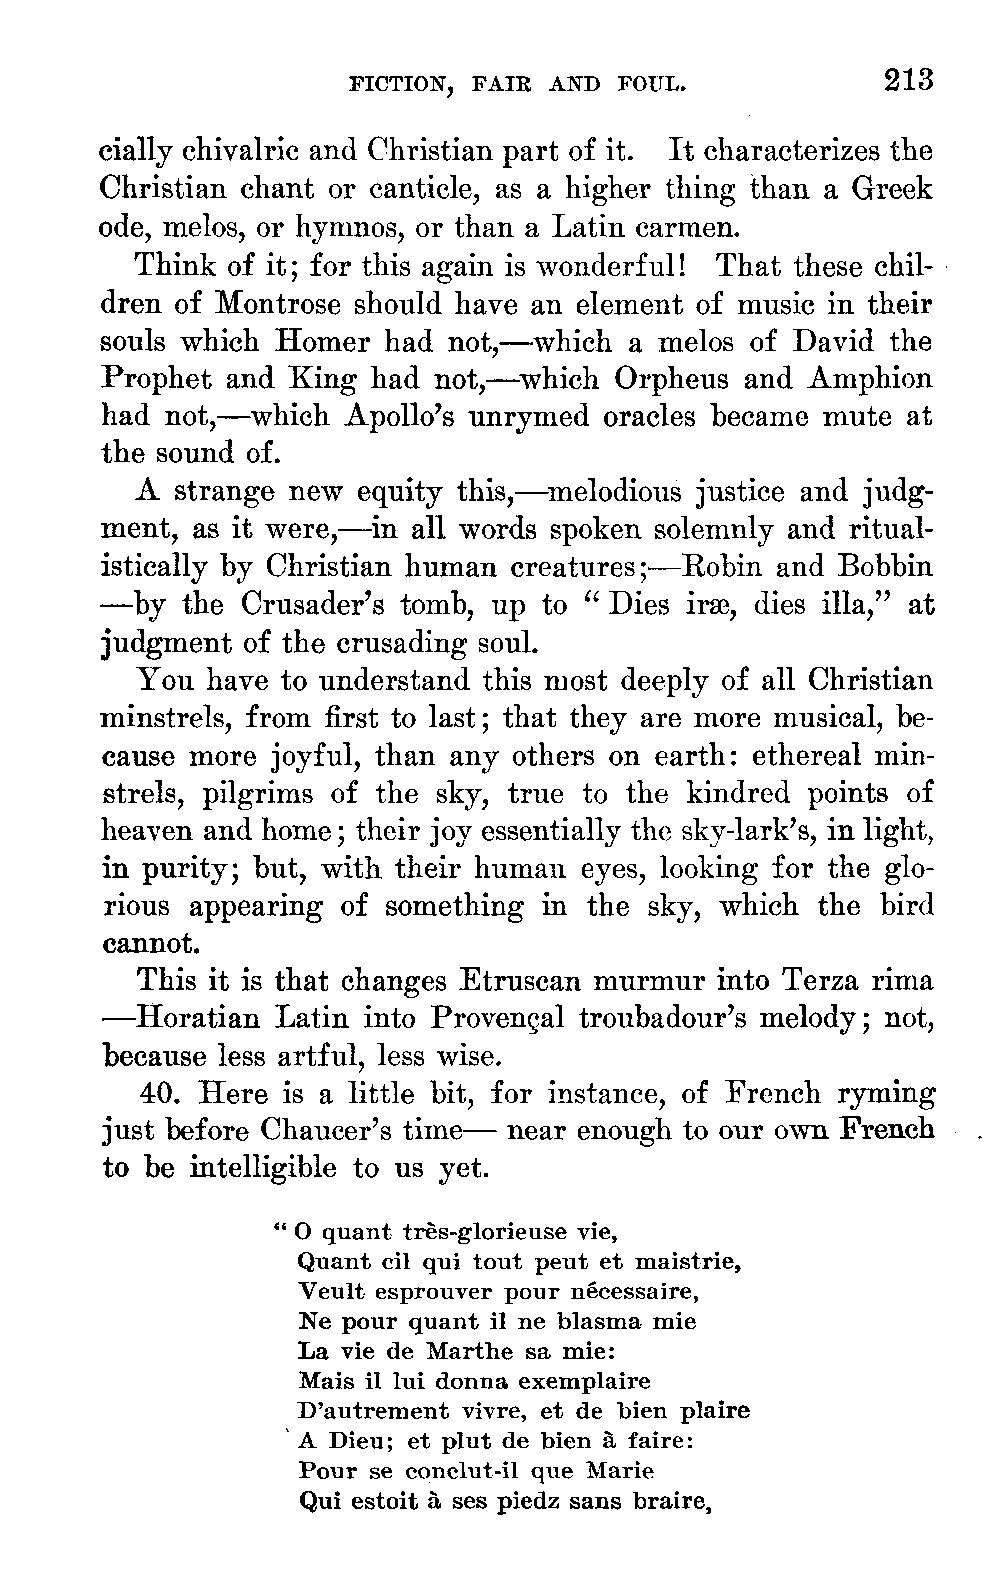 FICTION, FAIR AND FOUL. 213
cially chivalric and Christian part of it. It characterizes the
Christian chant or canticle, as a higher thing than a Greek
ode, melos, or hymnos, or than a Latin carmen.
Think of it; for this again is wonderful! That these chil-
dren of Montrose should have an element of music in their
souls which Homer had not,—which a melos of David the
Prophet and King had not,—which Orpheus and Amphion
had not,—which Apollo's unrymed oracles became mute at
the sound of.
A strange new equity this,—melodious justice and judg-
ment, as it were,—in all words spoken solemnly and ritual-
istically by Christian human creatures;—Robin and Bobbin
—by the Crusader's tomb, up to “ Dies iræ, dies illa,” at
judgment of the crusading soul.
You have to understand this most deeply of all Christian
minstrels, from first to last; that they are more musical, be-
cause more joyful, than any others on earth: ethereal min-
strels, pilgrims of the sky, true to the kindred points of
heaven and home; their joy essentially the sky-lark's, in light,
in purity; but, with their human eyes, looking for the glo-
rious appearing of something in the sky, which the bird
cannot.
This it is that changes Etruscan murmur into Terza rima
—Horatian Latin into Provençal troubadour's melody; not,
because less artful, less wise.
40. Here is a little bit, for instance, of French ryming
just before Chaucer's time— near enough to our own French
to be intelligible to us yet.
“ O quant très-glorieuse vie,
Quant cil qui tout peut et maistrie,
Veult esprouver pour nécessaire,
Ne pour quant il ne blasma mie
La vie de Marthe sa mie:
Mais il lui donna exemplaire
D'autrement vivre, et de bien plaire
A Dieu; et plut de bien à faire:
Pour se conclut-il que Marie
Qui estoit à ses piedz sans braire,